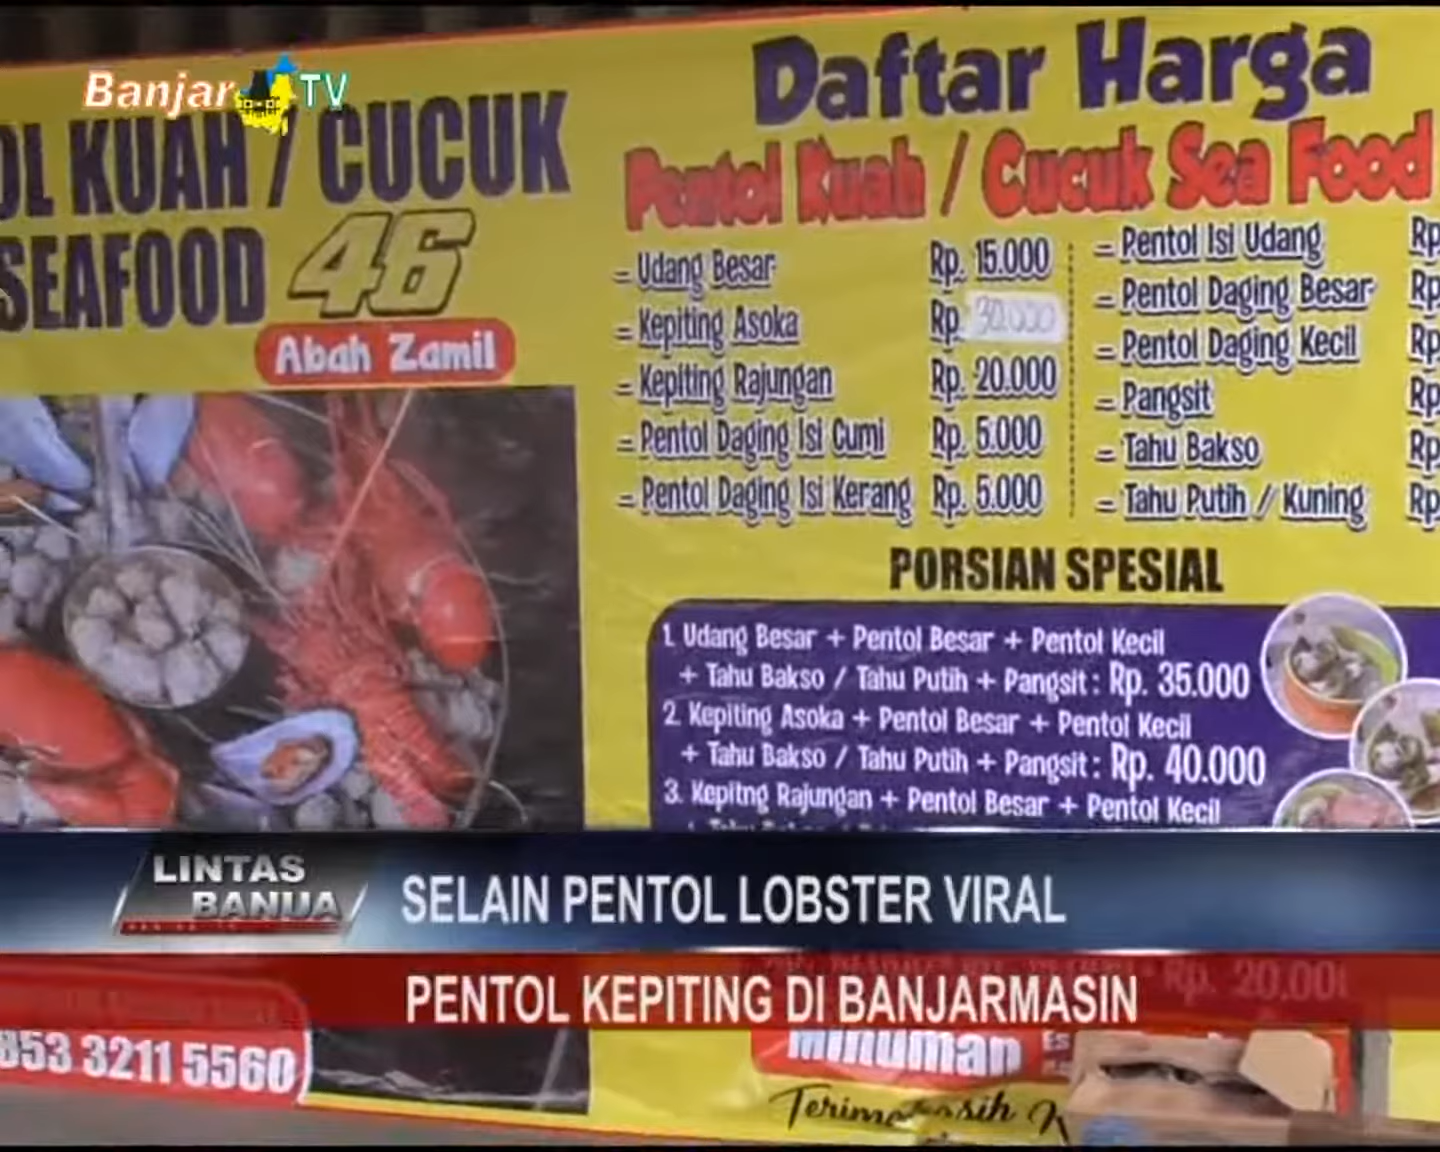 Banjar TV
OL KUAH / CUCUK
SEAFOOD 46
Abah Zamil
Daftar Harga
Pentol Kuah / Cucuk Sea Food
- Udang Besar Rp. 15.000
- Kepiting Asoka Rp. 30.000
- Kepiting Rajungan Rp. 20.000
- Pentol Daging Isi Cumi Rp. 5.000
- Pentol Daging Isi Kerang Rp. 5.000
- Pentol Isi Udang Rp
- Pentol Daging Besar Rp
- Pentol Daging Kecil Rp
- Pangsit Rp
- Tahu Bakso Rp
- Tahu Putih / Kuning Rp
PORSIAN SPESIAL
1. Udang Besar + Pentol Besar + Pentol Kecil
+ Tahu Bakso / Tahu Putih + Pangsit : Rp. 35.000
2. Kepiting Asoka + Pentol Besar + Pentol Kecil
+ Tahu Bakso / Tahu Putih + Pangsit : Rp. 40.000
3. Kepitng Rajungan + Pentol Besar + Pentol Kecil
LINTAS
BANUA
SELAIN PENTOL LOBSTER VIRAL
PENTOL KEPITING DI BANJARMASIN
Rp. 20.00
853 3211 5560
Minuman Es